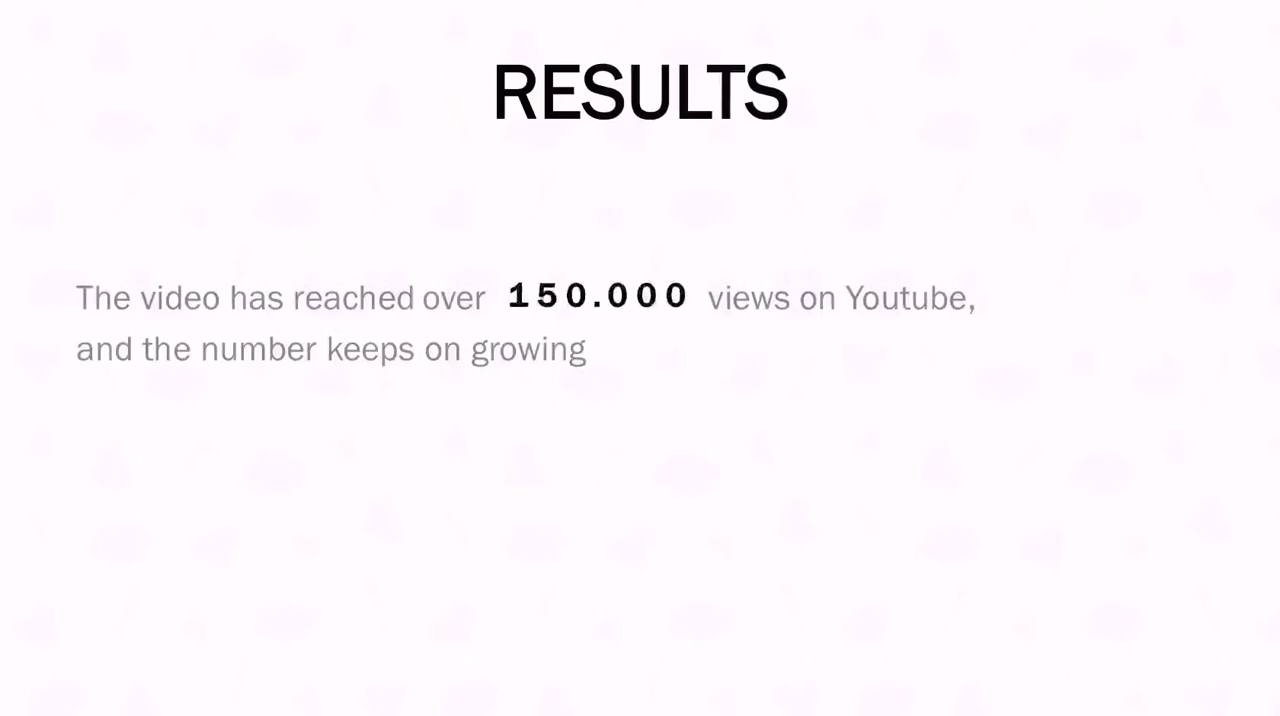 RESULTS
The video has reached over 150.000 views on Youtube,
and the number keeps on growing